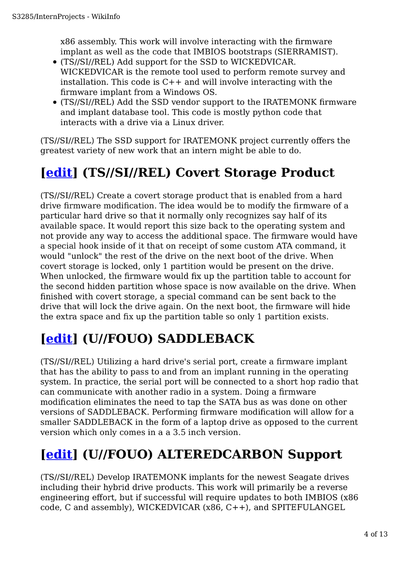 S3285/InternProjects - WikiInfo
x86 assembly. This work will involve interacting with the firmware
implant as well as the code that IMBIOS bootstraps (SIERRAMIST).
• (TS//SI//REL) Add support for the SSD to WICKEDVICAR.
WICKEDVICAR is the remote tool used to perform remote survey and
installation. This code is C++ and will involve interacting with the
firmware implant from a Windows OS.
• (TS//SI//REL) Add the SSD vendor support to the IRATEMONK firmware
and implant database tool. This code is mostly python code that
interacts with a drive via a Linux driver.
(TS//SI//REL) The SSD support for IRATEMONK project currently offers the
greatest variety of new work that an intern might be able to do.
[edit] (TS//SI//REL) Covert Storage Product
(TS//SI//REL) Create a covert storage product that is enabled from a hard
drive firmware modification. The idea would be to modify the firmware of a
particular hard drive so that it normally only recognizes say half of its
available space. It would report this size back to the operating system and
not provide any way to access the additional space. The firmware would have
a special hook inside of it that on receipt of some custom ATA command, it
would "unlock" the rest of the drive on the next boot of the drive. When
covert storage is locked, only 1 partition would be present on the drive.
When unlocked, the firmware would fix up the partition table to account for
the second hidden partition whose space is now available on the drive. When
finished with covert storage, a special command can be sent back to the
drive that will lock the drive again. On the next boot, the firmware will hide
the extra space and fix up the partition table so only 1 partition exists.
[edit] (U//FOUO) SADDLEBACK
(TS//SI//REL) Utilizing a hard drive's serial port, create a firmware implant
that has the ability to pass to and from an implant running in the operating
system. In practice, the serial port will be connected to a short hop radio that
can communicate with another radio in a system. Doing a firmware
modification eliminates the need to tap the SATA bus as was done on other
versions of SADDLEBACK. Performing firmware modification will allow for a
smaller SADDLEBACK in the form of a laptop drive as opposed to the current
version which only comes in a a 3.5 inch version.
[edit] (U//FOUO) ALTEREDCARBON Support
(TS//SI//REL) Develop IRATEMONK implants for the newest Seagate drives
including their hybrid drive products. This work will primarily be a reverse
engineering effort, but if successful will require updates to both IMBIOS (x86
code, C and assembly), WICKEDVICAR (x86, C++), and SPITEFULANGEL
4 of 13